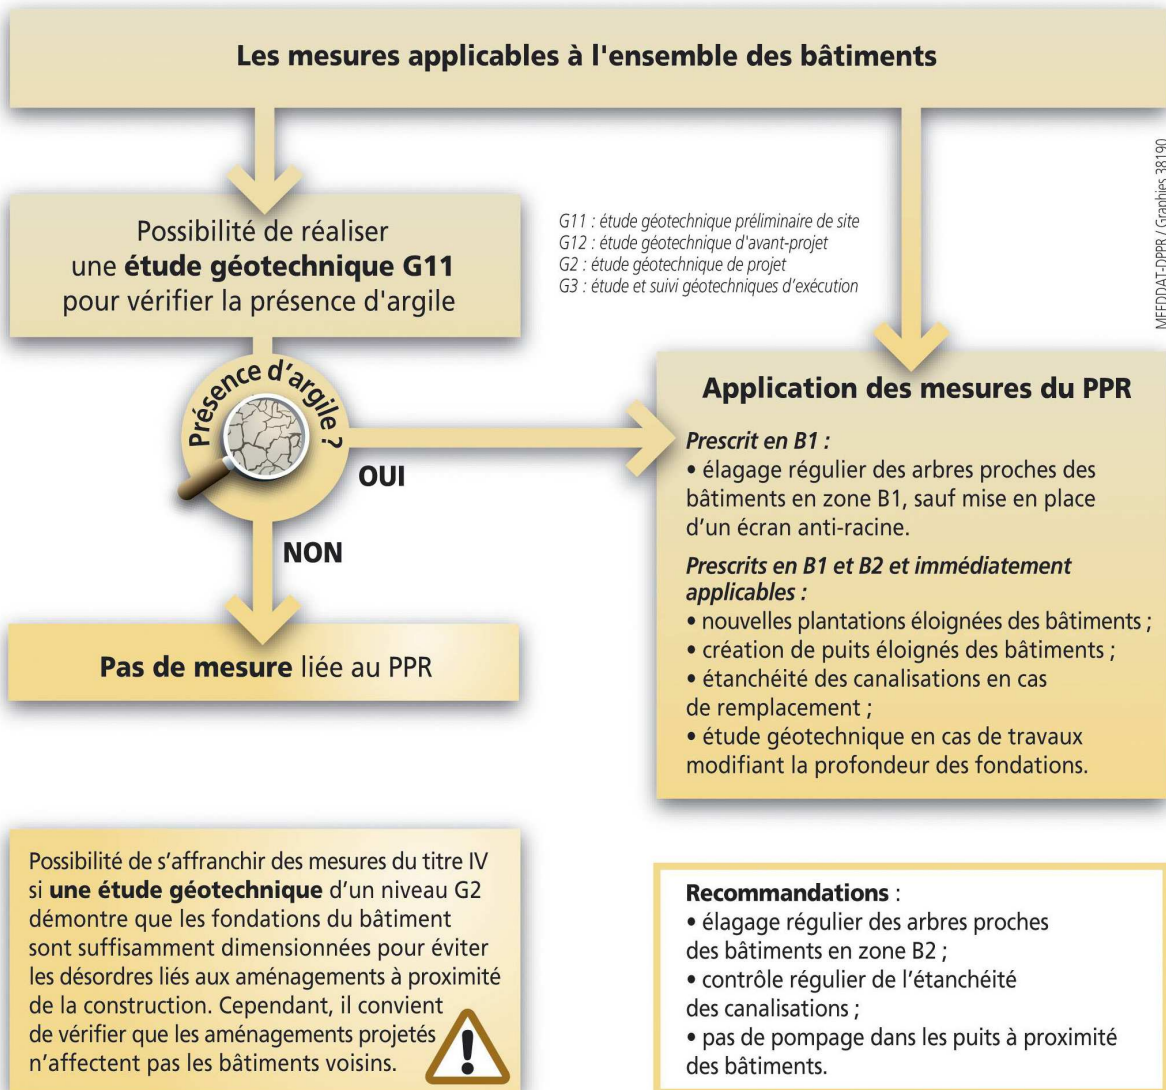 Les mesures applicables à l'ensemble des bâtiments
Possibilité de réaliser
une étude géotechnique G11
pour vérifier la présence d'argile
G11 : étude géotechnique préliminaire de site
G12 : étude géotechnique d'avant-projet
G2 : étude géotechnique de projet
G3 : étude et suivi géotechniques d'exécution
MEEDDAT-DPPR / Graphies 38190
Présence d'argile ?
OUI
NON
Pas de mesure liée au PPR
Application des mesures du PPR
Prescrit en B1 :
• élagage régulier des arbres proches des
bâtiments en zone B1, sauf mise en place
d'un écran anti-racine.
Prescrits en B1 et B2 et immédiatement
applicables :
• nouvelles plantations éloignées des bâtiments ;
• création de puits éloignés des bâtiments ;
• étanchéité des canalisations en cas
de remplacement ;
• étude géotechnique en cas de travaux
modifiant la profondeur des fondations.
Possibilité de s'affranchir des mesures du titre IV
si une étude géotechnique d'un niveau G2
démontre que les fondations du bâtiment
sont suffisamment dimensionnées pour éviter
les désordres liés aux aménagements à proximité
de la construction. Cependant, il convient
de vérifier que les aménagements projetés
n'affectent pas les bâtiments voisins.
Recommandations :
• élagage régulier des arbres proches
des bâtiments en zone B2 ;
• contrôle régulier de l'étanchéité
des canalisations ;
• pas de pompage dans les puits à proximité
des bâtiments.